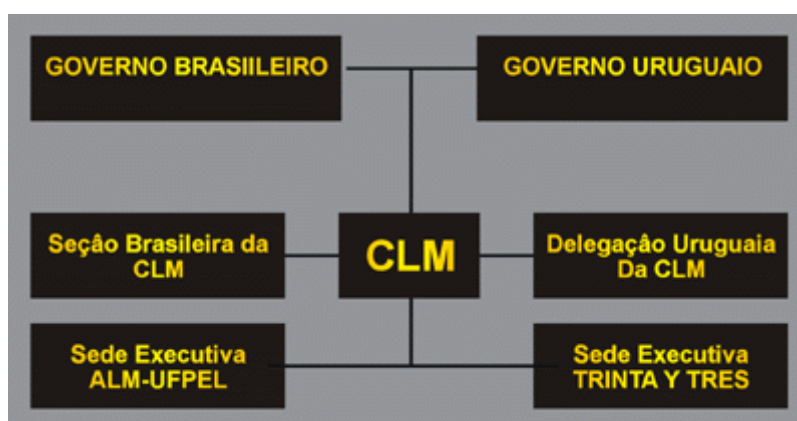 GOVERNO BRASIILEIRO
GOVERNO URUGUAIO
Seçâo Brasileira da
CLM
CLM
Delegaçâo Uruguaia
Da CLM
Sede Executiva
ALM-UFPEL
Sede Executiva
TRINTA Y TRES